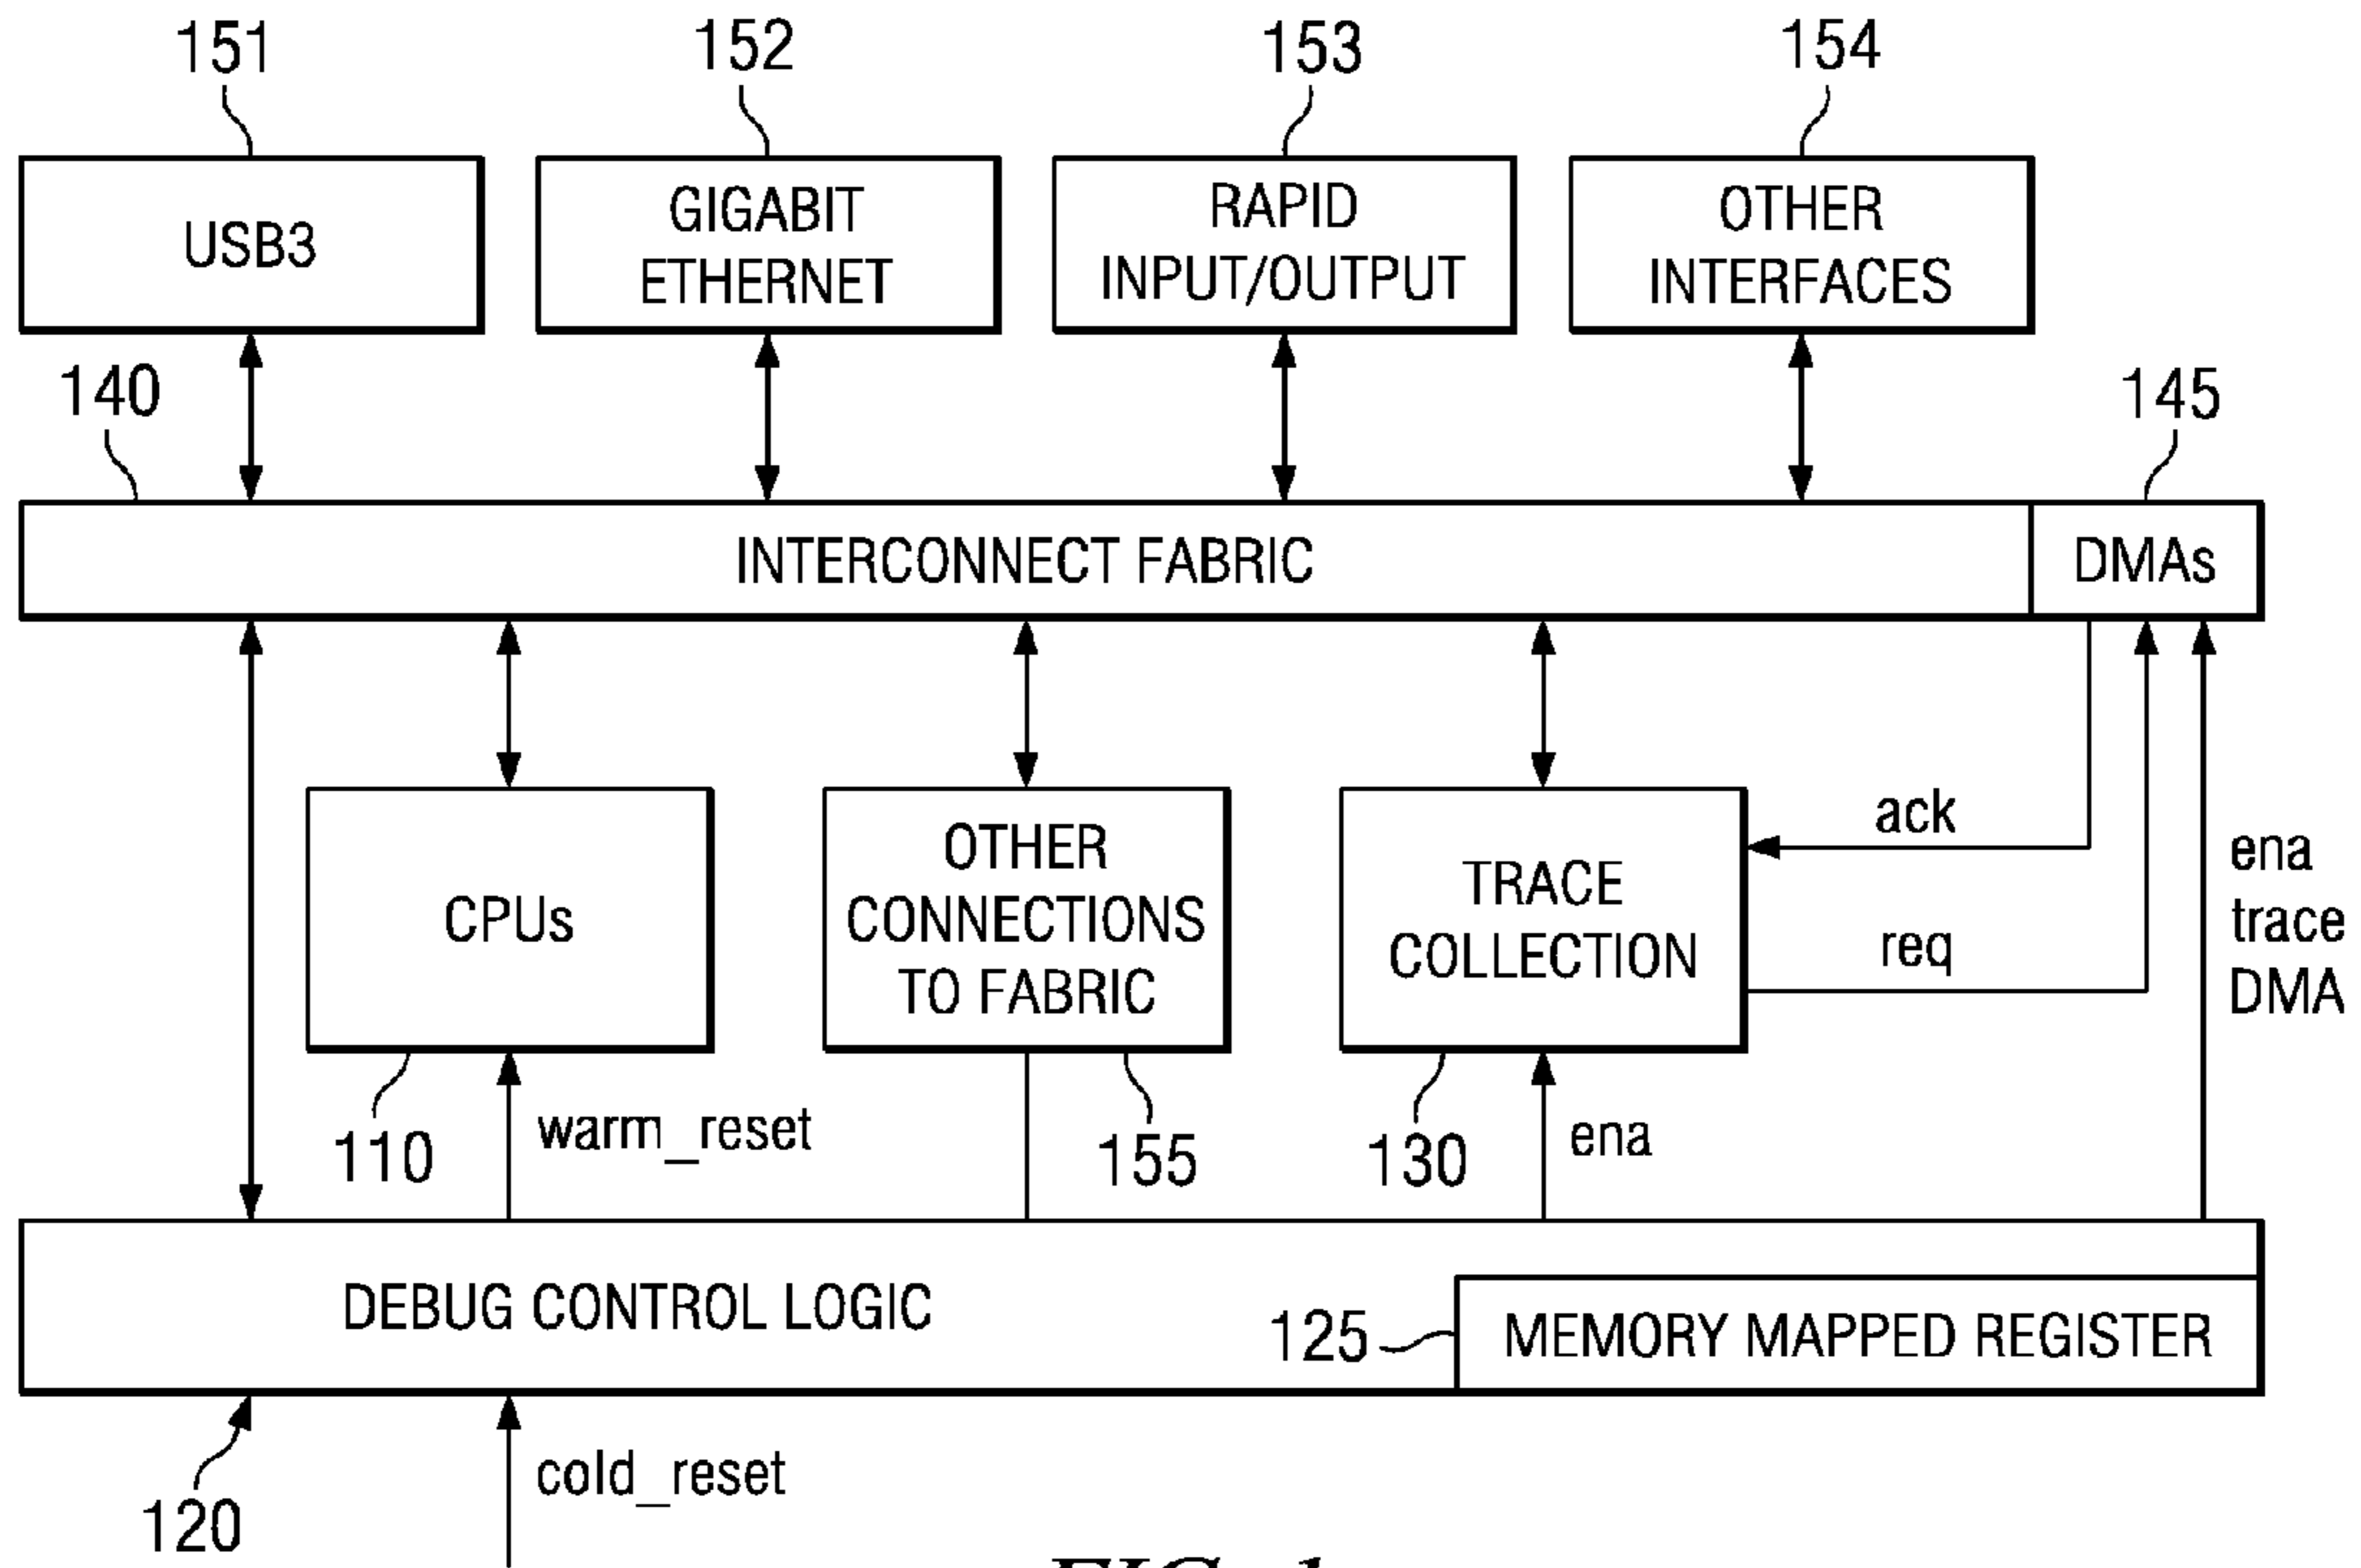 151
152
153
154
USB3
GIGABIT
ETHERNET
RAPID
INPUT/OUTPUT
OTHER
INTERFACES
140
145
INTERCONNECT FABRIC
DMAs
CPUs
OTHER
CONNECTIONS
TO FABRIC
TRACE
COLLECTION
ack
req
ena
trace
DMA
110
warm_reset
155
130
ena
DEBUG CONTROL LOGIC
125
MEMORY MAPPED REGISTER
120
cold_reset